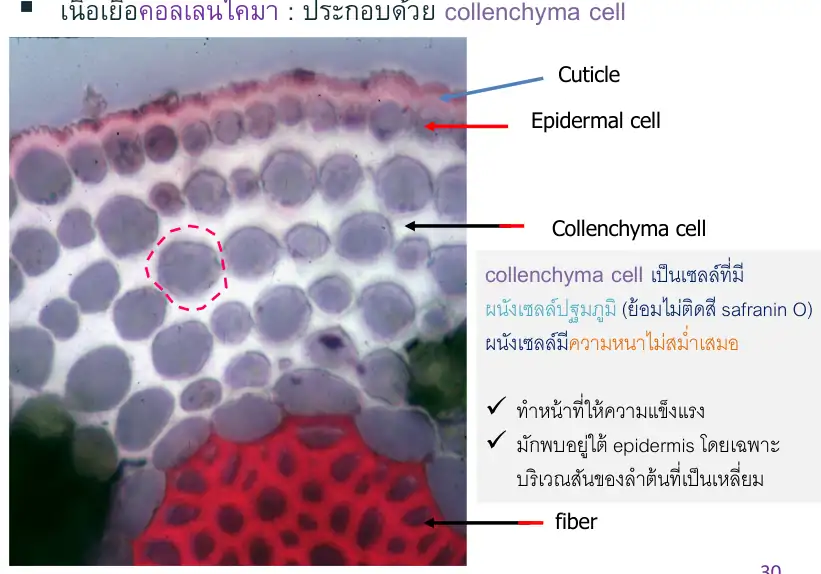 ▪ เนื้อเยื่อคอลเลนไคมา : ประกอบด้วย collenchyma cell
Cuticle
Epidermal cell
Collenchyma cell
collenchyma cell เป็นเซลล์ที่มี
ผนังเซลล์ปฐมภูมิ (ย้อมไม่ติดสี safranin O)
ผนังเซลล์มีความหนาไม่สม่ำเสมอ
✓ ทำหน้าที่ให้ความแข็งแรง
✓ มักพบอยู่ใต้ epidermis โดยเฉพาะ
บริเวณสันของลำต้นที่เป็นเหลี่ยม
fiber
30